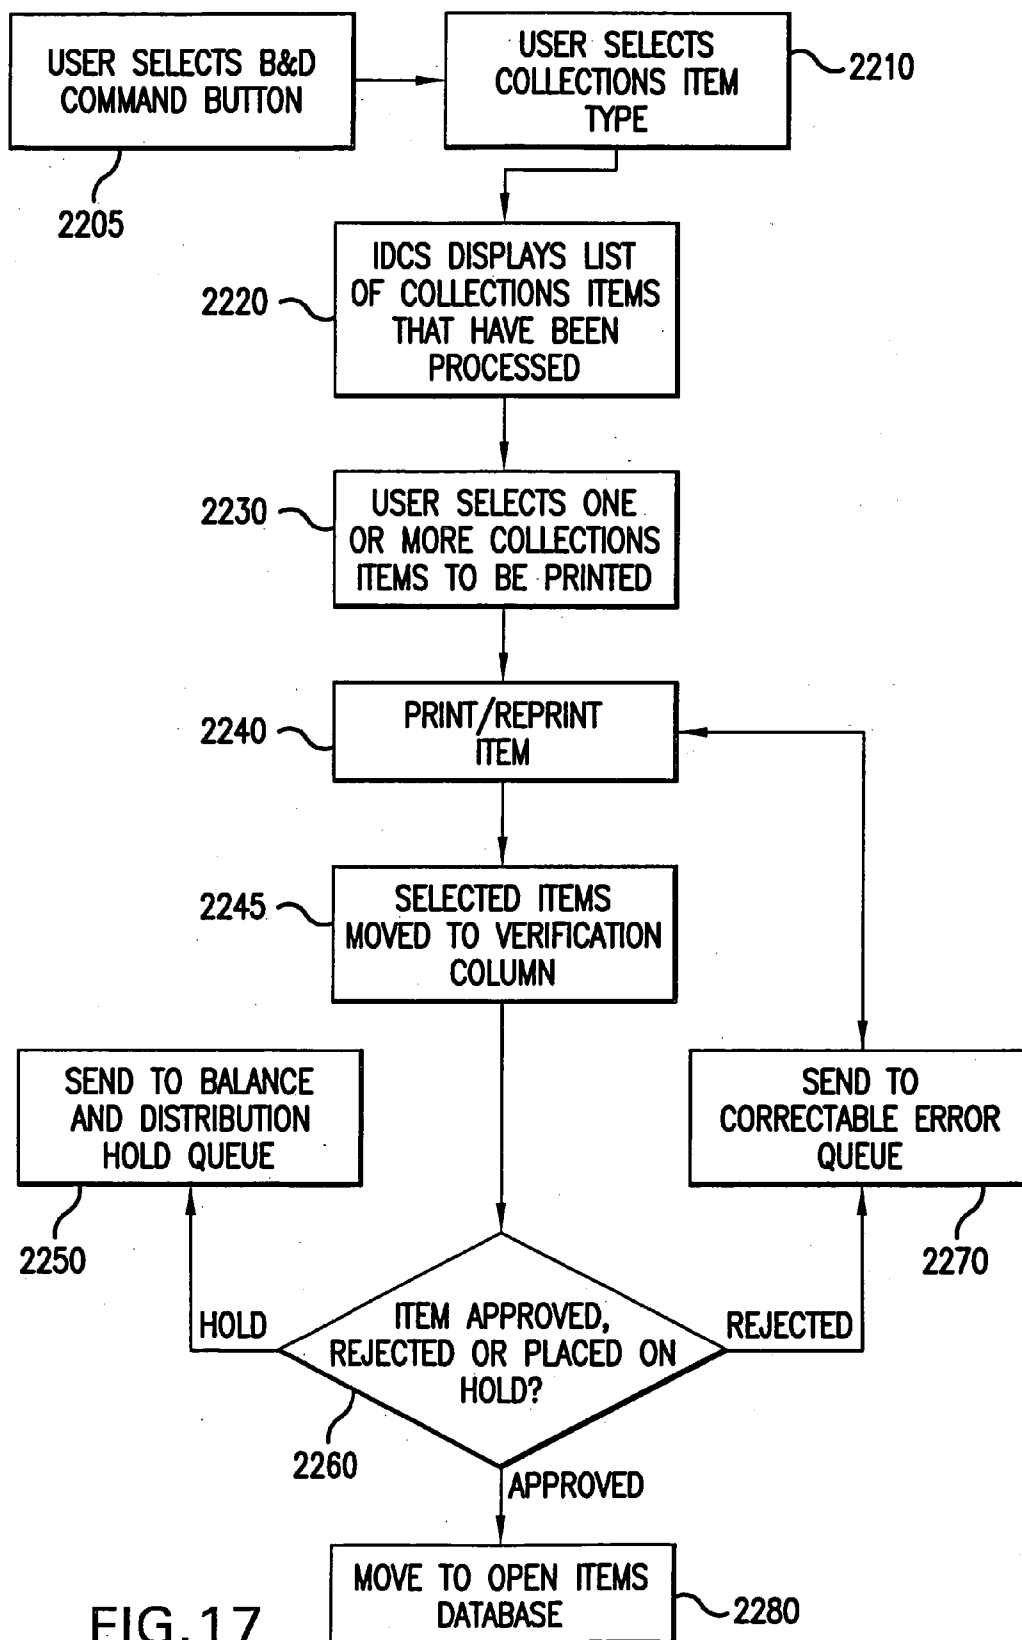 USER SELECTS B&D
COMMAND BUTTON
2205
USER SELECTS
COLLECTIONS ITEM
TYPE
2210
IDCS DISPLAYS LIST
OF COLLECTIONS ITEMS
THAT HAVE BEEN
PROCESSED
2220
USER SELECTS ONE
OR MORE COLLECTIONS
ITEMS TO BE PRINTED
2230
PRINT/REPRINT
ITEM
2240
SELECTED ITEMS
MOVED TO VERIFICATION
COLUMN
2245
SEND TO BALANCE
AND DISTRIBUTION
HOLD QUEUE
2250
SEND TO
CORRECTABLE ERROR
QUEUE
2270
HOLD
ITEM APPROVED,
REJECTED OR PLACED ON
HOLD?
REJECTED
2260
APPROVED
MOVE TO OPEN ITEMS
DATABASE
2280
FIG.17